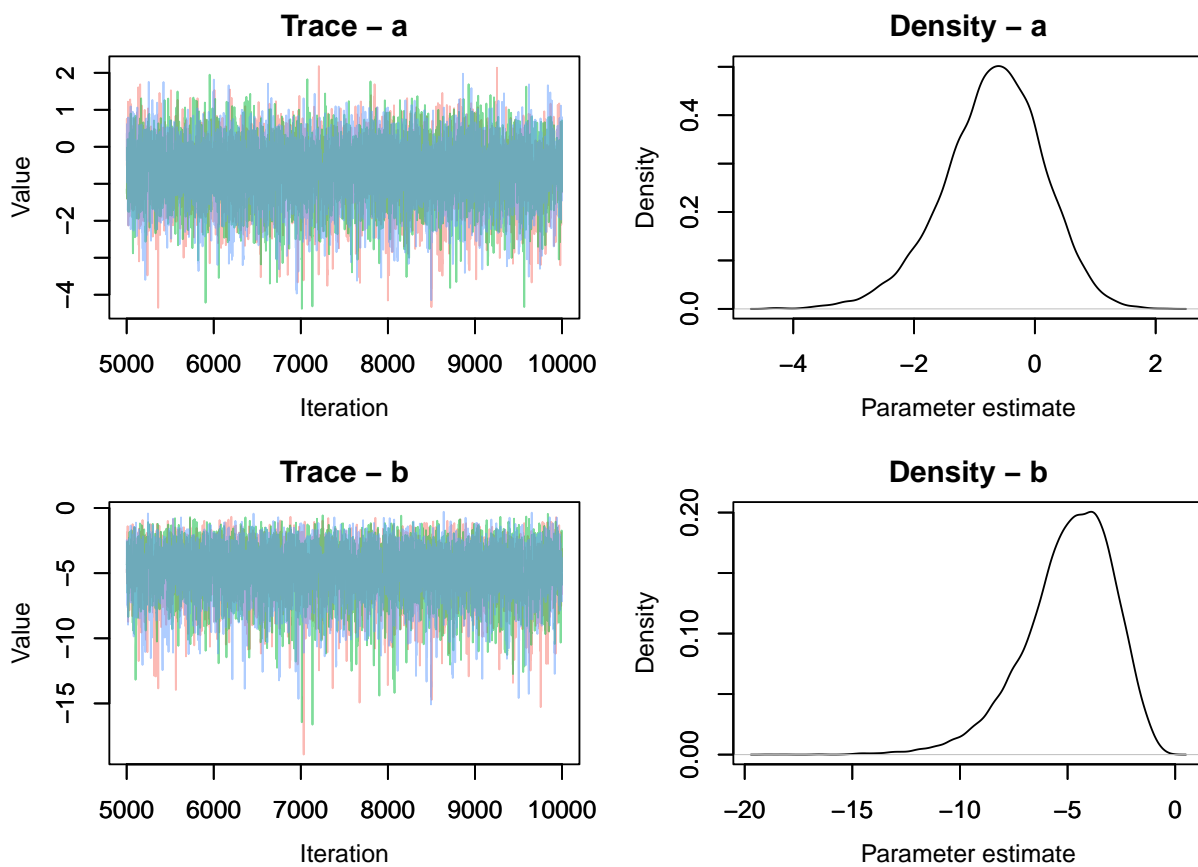 Trace − a
Value
2
1
0
−2
−4
5000 6000 7000 8000 9000 10000
Iteration
Density − a
Density
0.4
0.2
0.0
−4 −2 0 2
Parameter estimate
Trace − b
Value
0
−5
−10
−15
5000 6000 7000 8000 9000 10000
Iteration
Density − b
Density
0.20
0.10
0.00
−20 −15 −10 −5 0
Parameter estimate